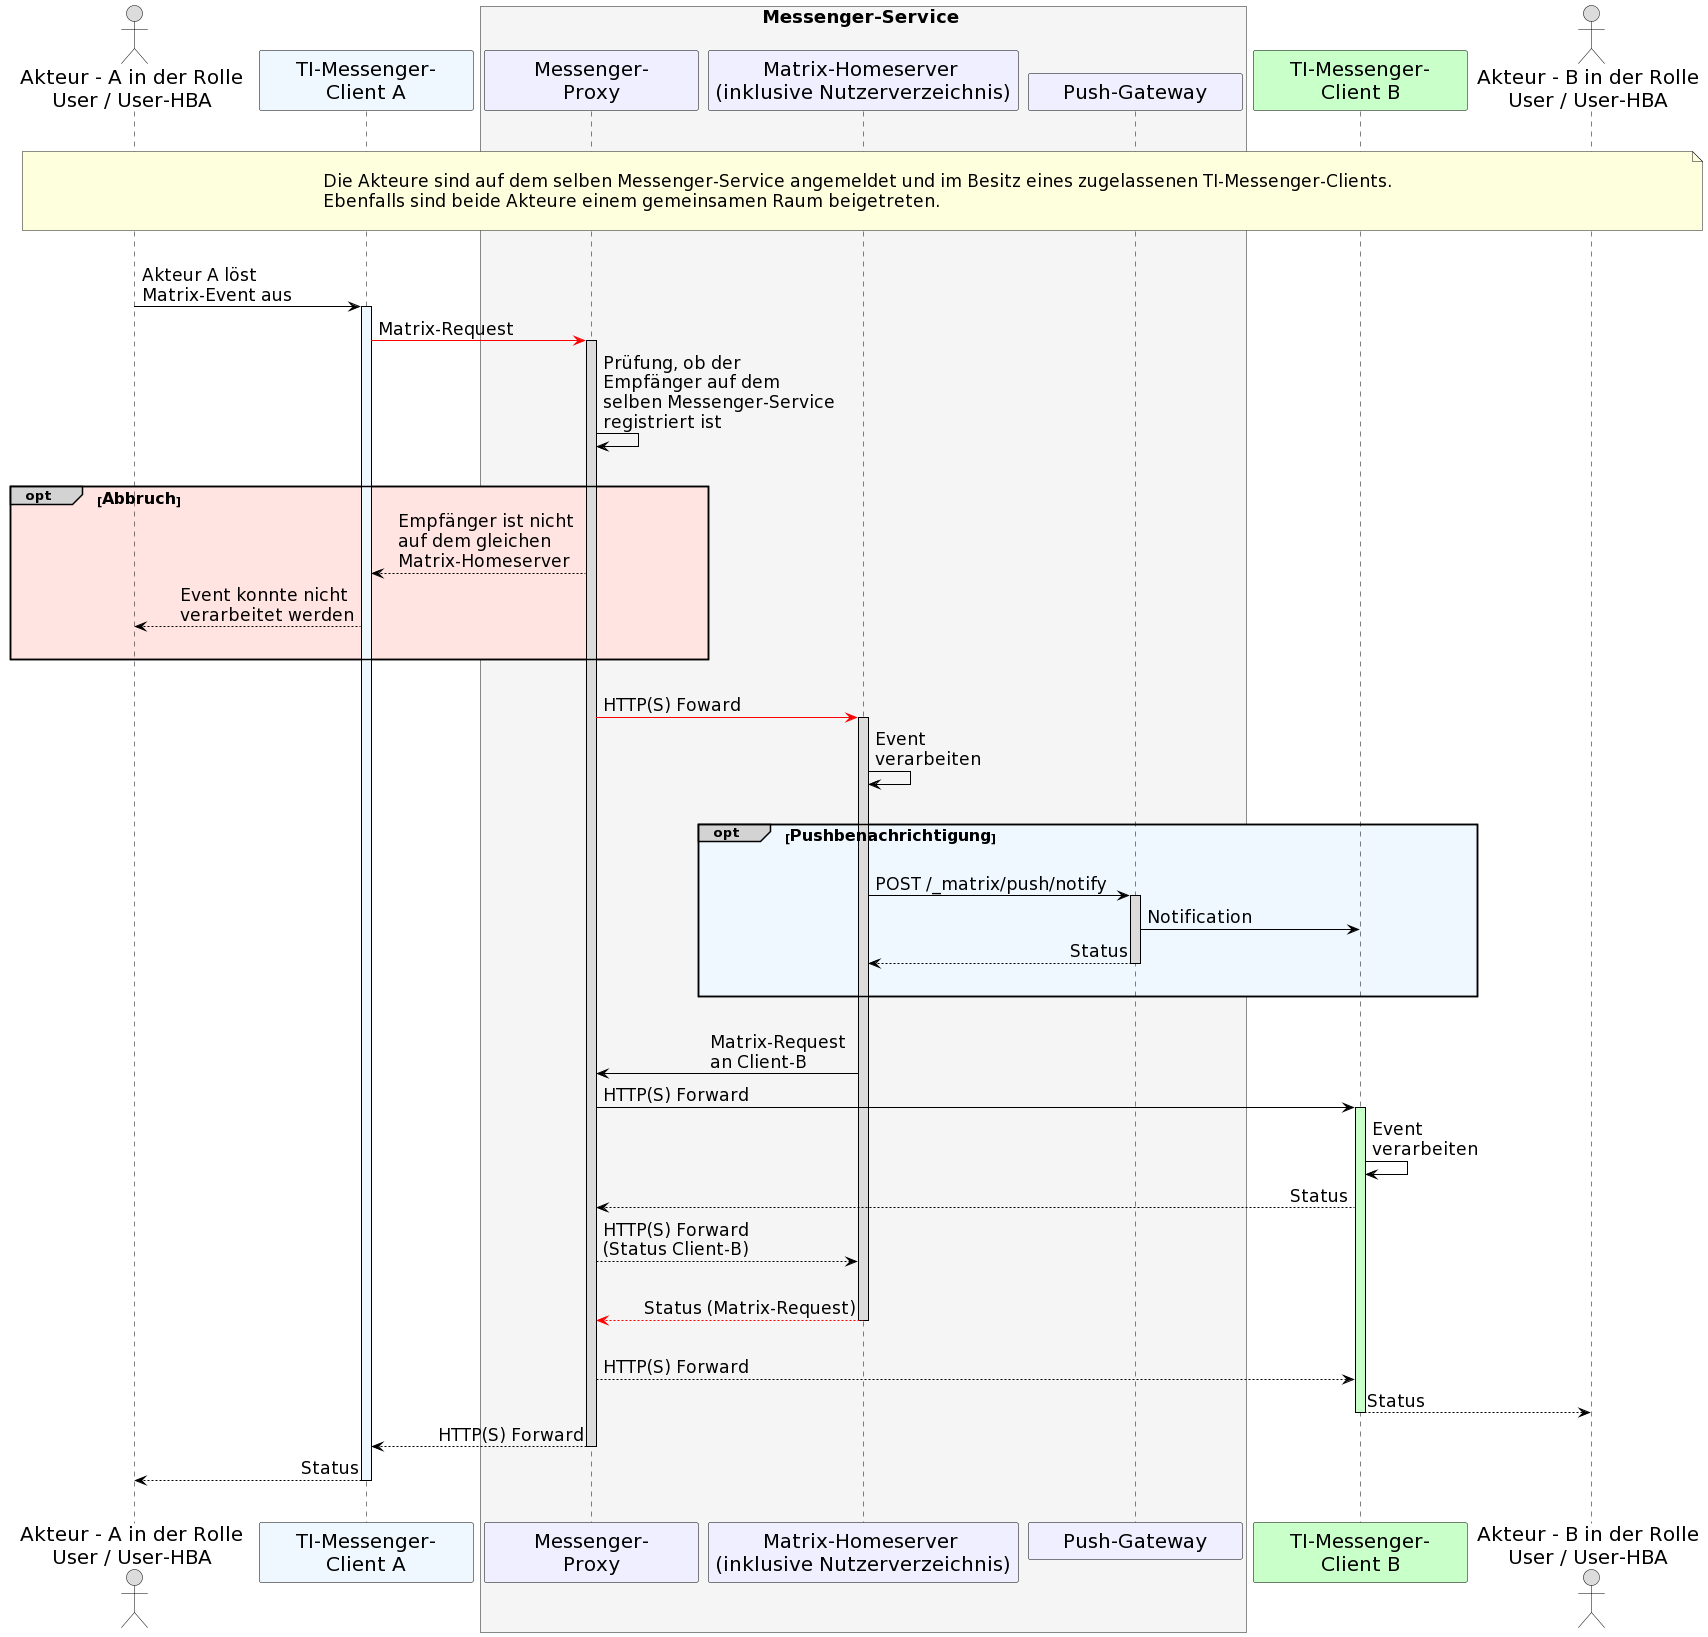 Messenger-Service
Akteur - A in der Rolle
User / User-HBA
TI-Messenger-
Client A
Messenger-
Proxy
Matrix-Homeserver
(inklusive Nutzerverzeichnis)
Push-Gateway
TI-Messenger-
Client B
Akteur - B in der Rolle
User / User-HBA
Die Akteure sind auf dem selben Messenger-Service angemeldet und im Besitz eines zugelassenen TI-Messenger-Clients.
Ebenfalls sind beide Akteure einem gemeinsamen Raum beigetreten.
Akteur A löst
Matrix-Event aus
Matrix-Request
Prüfung, ob der
Empfänger auf dem
selben Messenger-Service
registriert ist
opt
[Abbruch]
Empfänger ist nicht
auf dem gleichen
Matrix-Homeserver
Event konnte nicht
verarbeitet werden
HTTP(S) Foward
Event
verarbeiten
opt
[Pushbenachrichtigung]
POST /_matrix/push/notify
Notification
Status
Matrix-Request
an Client-B
HTTP(S) Forward
Event
verarbeiten
Status
HTTP(S) Forward
(Status Client-B)
Status (Matrix-Request)
HTTP(S) Forward
Status
HTTP(S) Forward
Status
Akteur - A in der Rolle
User / User-HBA
TI-Messenger-
Client A
Messenger-
Proxy
Matrix-Homeserver
(inklusive Nutzerverzeichnis)
Push-Gateway
TI-Messenger-
Client B
Akteur - B in der Rolle
User / User-HBA